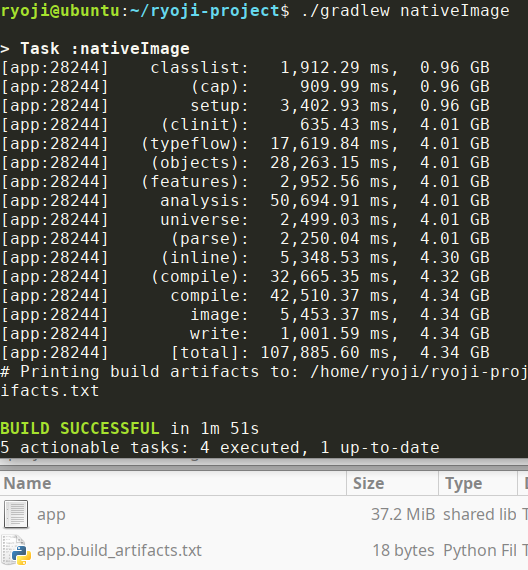 ryoji@ubuntu:~/ryoji-project$ ./gradlew nativeImage
> Task :nativeImage
[app:28244]    classlist:   1,912.29 ms,  0.96 GB
[app:28244]        (cap):     909.99 ms,  0.96 GB
[app:28244]        setup:   3,402.93 ms,  0.96 GB
[app:28244]     (clinit):     635.43 ms,  4.01 GB
[app:28244]   (typeflow):  17,619.84 ms,  4.01 GB
[app:28244]    (objects):  28,263.15 ms,  4.01 GB
[app:28244]   (features):   2,952.56 ms,  4.01 GB
[app:28244]     analysis:  50,694.91 ms,  4.01 GB
[app:28244]     universe:   2,499.03 ms,  4.01 GB
[app:28244]      (parse):   2,250.04 ms,  4.01 GB
[app:28244]     (inline):   5,348.53 ms,  4.30 GB
[app:28244]    (compile):  32,665.35 ms,  4.32 GB
[app:28244]      compile:  42,510.37 ms,  4.34 GB
[app:28244]        image:   5,453.37 ms,  4.34 GB
[app:28244]        write:   1,001.59 ms,  4.34 GB
[app:28244]      [total]: 107,885.60 ms,  4.34 GB
# Printing build artifacts to: /home/ryoji/ryoji-proj
ifacts.txt
BUILD SUCCESSFUL in 1m 51s
5 actionable tasks: 4 executed, 1 up-to-date
Name Size Type
app 37.2 MiB shared lib
app.build_artifacts.txt 18 bytes Python Fil